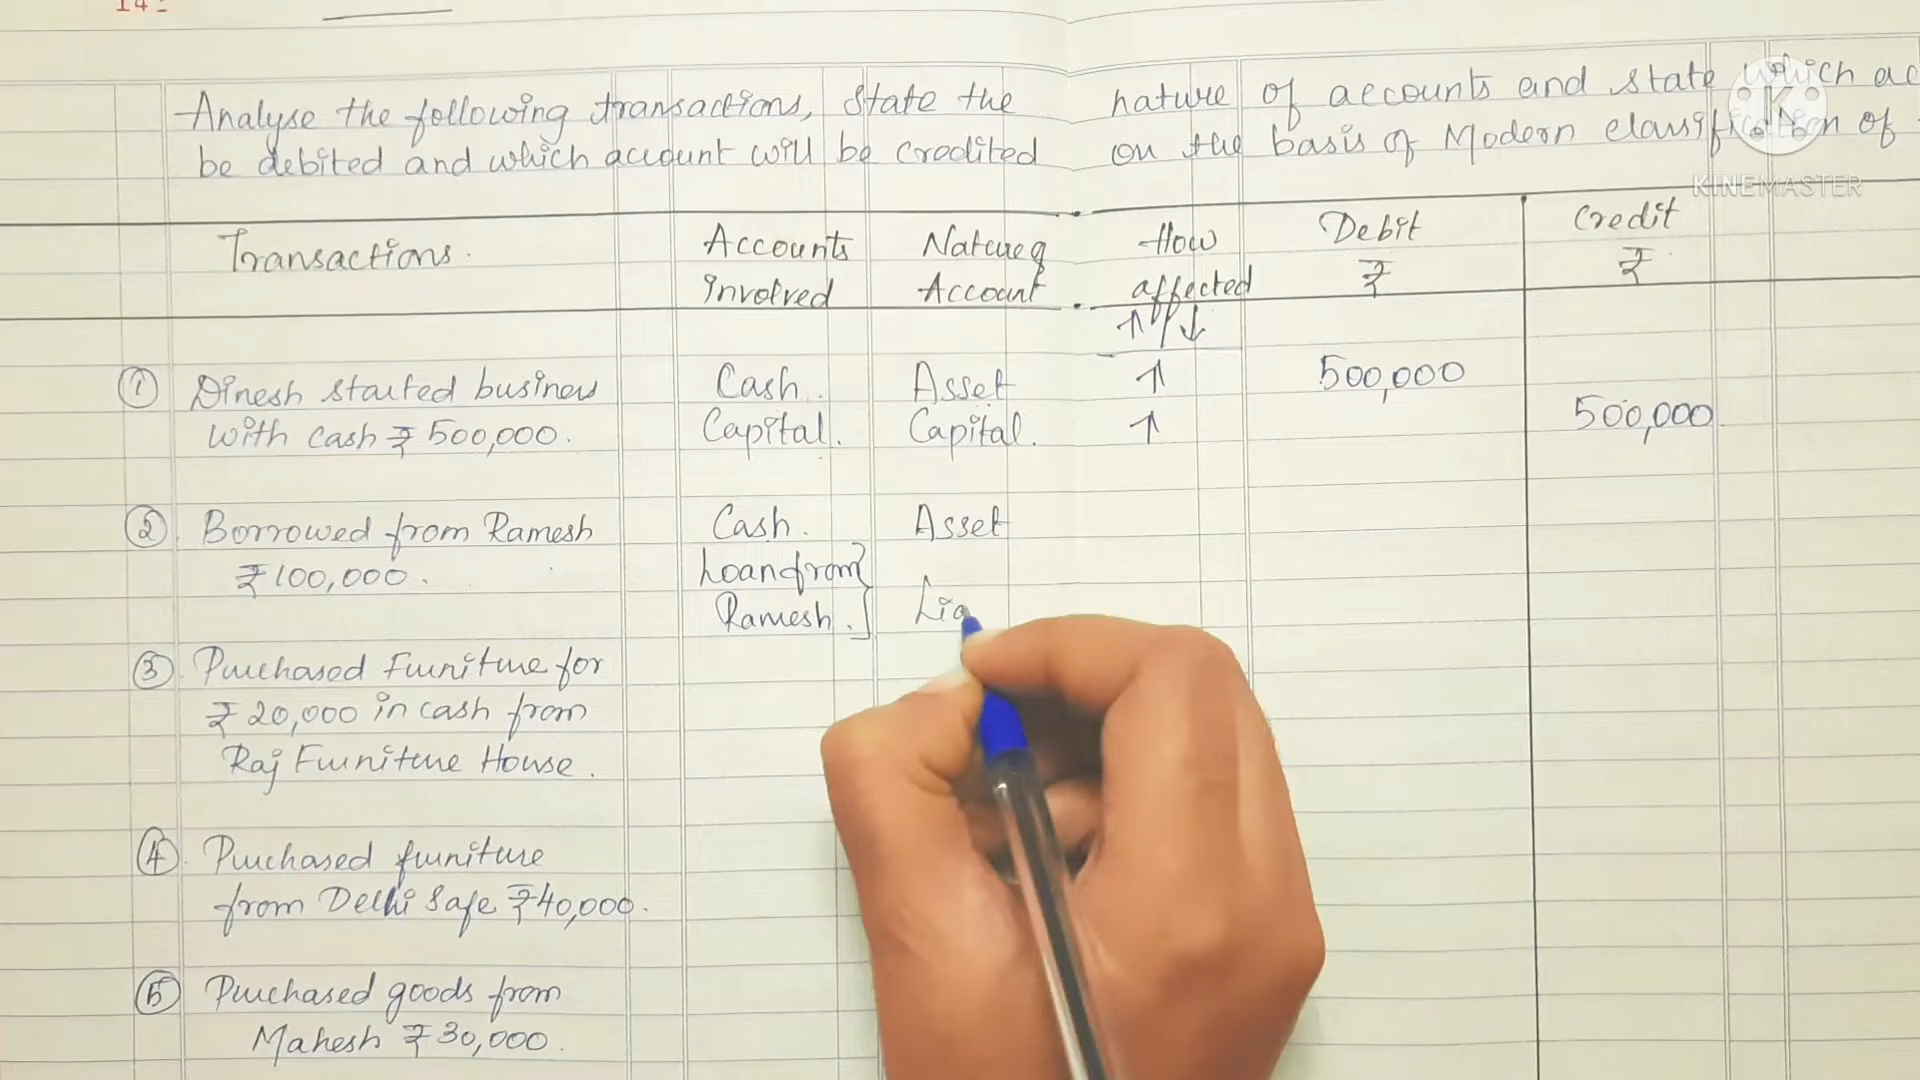 14:
Analyse the following transactions, State the nature of accounts and state which ac
be debited and which account will be credited on the basis of Modern classification of
KINEMASTER
Transactions. Accounts involved Nature of Account How affected ↑/↓ Debit ₹ Credit ₹
① Dinesh started business Cash. Asset ↑ 500,000
with cash ₹ 500,000. Capital. Capital. ↑ 500,000.
② Borrowed from Ramesh Cash. Asset
₹ 100,000. Loan from
Ramesh. Lia
③ Purchased Furniture for
₹ 20,000 in cash from
Raj Furniture House.
④ Purchased furniture
from Delhi Safe ₹ 40,000.
⑤ Purchased goods from
Mahesh ₹ 30,000.